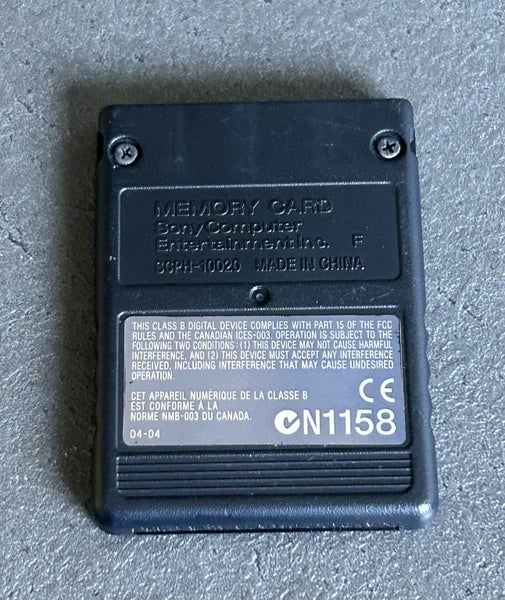 MEMORY CARD
Sony Computer
Entertainment Inc. F
SCPH-10020 MADE IN CHINA
THIS CLASS B DIGITAL DEVICE COMPLIES WITH PART 15 OF THE FCC
RULES AND THE CANADIAN ICES-003. OPERATION IS SUBJECT TO THE
FOLLOWING TWO CONDITIONS: (1) THIS DEVICE MAY NOT CAUSE HARMFUL
INTERFERENCE, AND (2) THIS DEVICE MUST ACCEPT ANY INTERFERENCE
RECEIVED, INCLUDING INTERFERENCE THAT MAY CAUSE UNDESIRED
OPERATION.
CET APPAREIL NUMÉRIQUE DE LA CLASSE B
EST CONFORME À LA
NORME NMB-003 DU CANADA.
04-04
CE
N1158